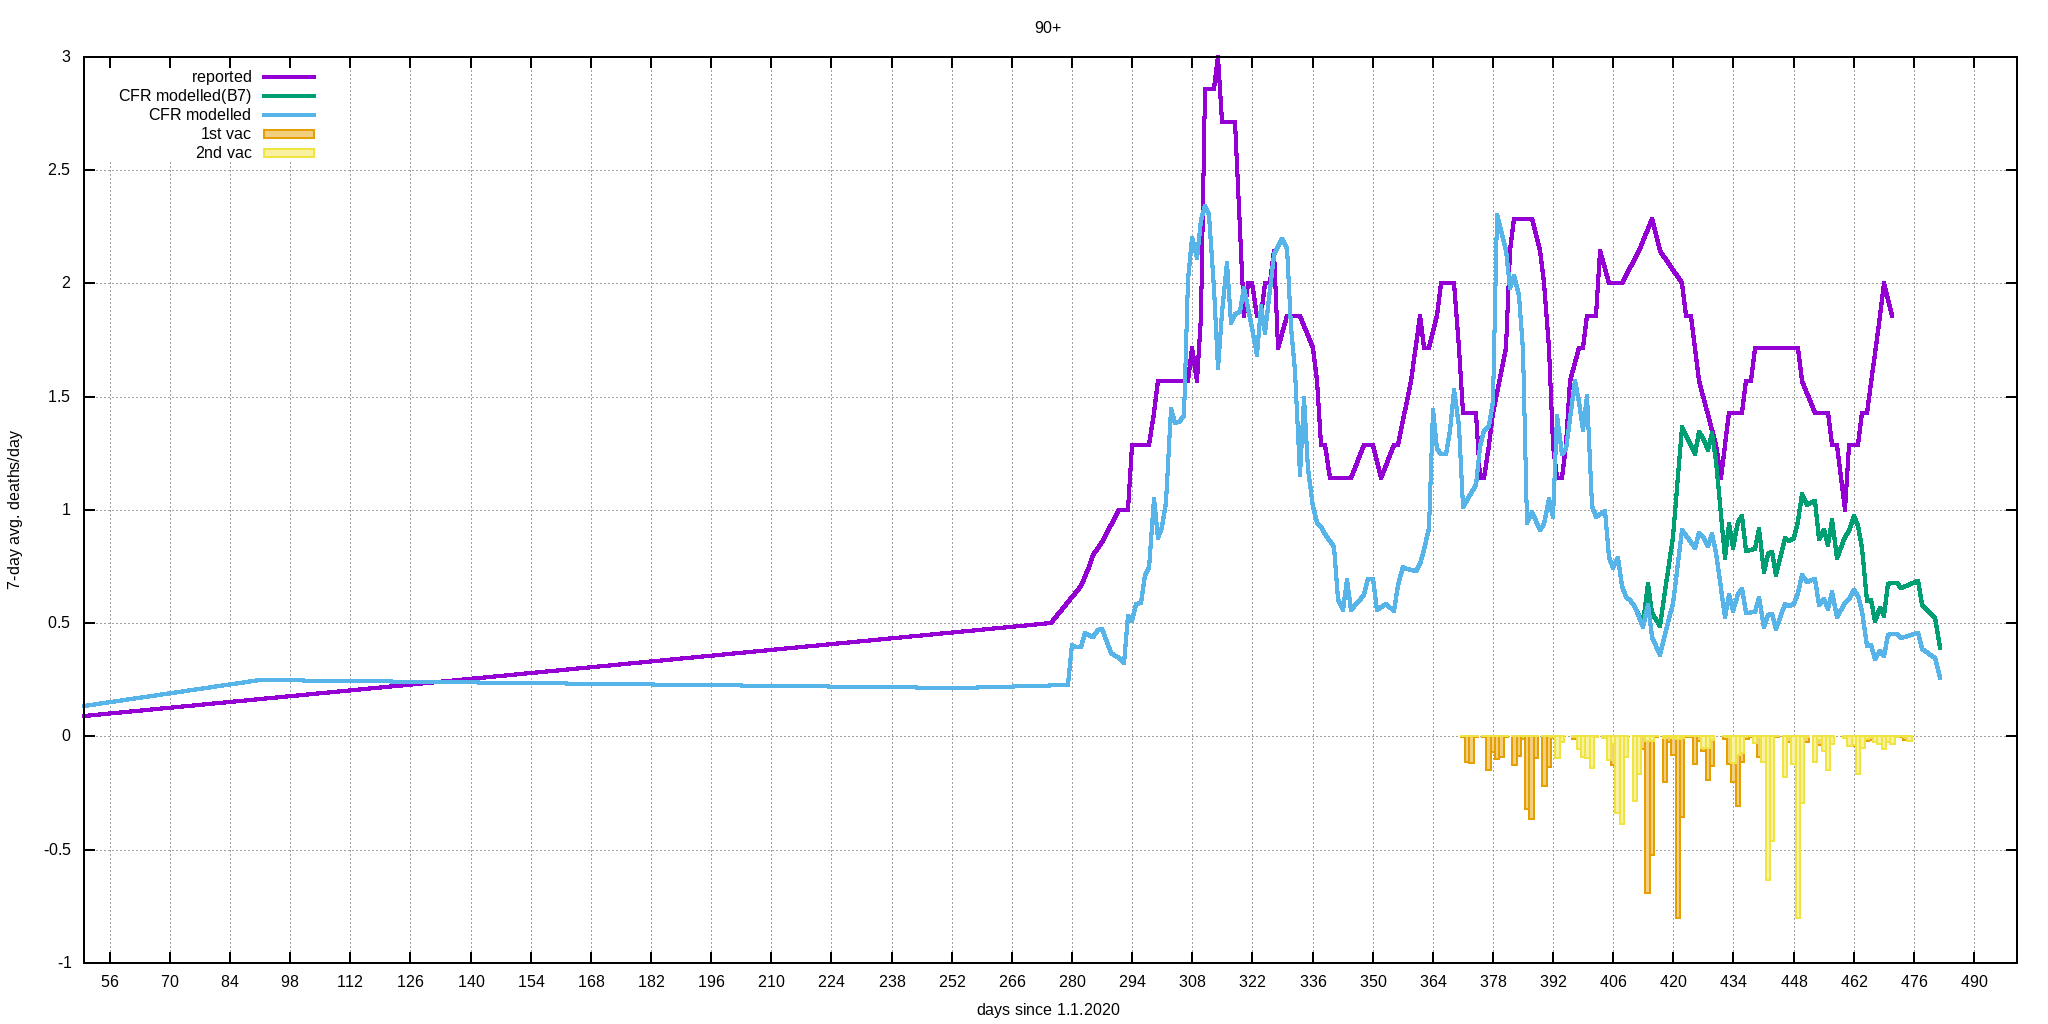 90+
reported
CFR modelled(B7)
CFR modelled
1st vac
2nd vac
3
2.5
2
1.5
1
0.5
0
-0.5
-1
7-day avg. deaths/day
56 70 84 98 112 126 140 154 168 182 196 210 224 238 252 266 280 294 308 322 336 350 364 378 392 406 420 434 448 462 476 490
days since 1.1.2020